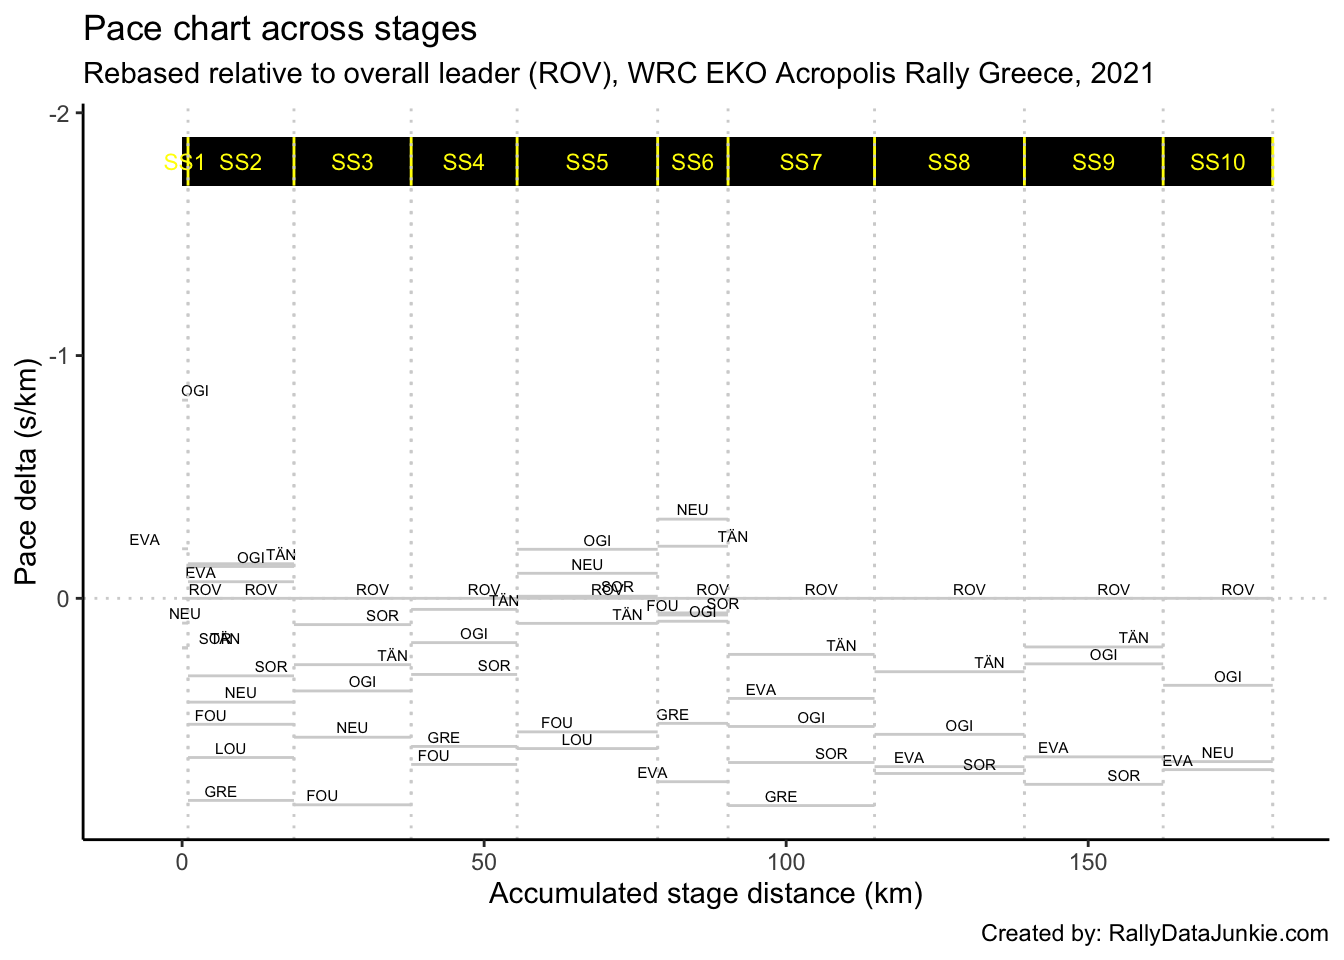 Pace chart across stages
Rebased relative to overall leader (ROV), WRC EKO Acropolis Rally Greece, 2021
-2
SS1 SS2 SS3 SS4 SS5 SS6 SS7 SS8 SS9 SS10
-1
OGI
NEU
EVA TÄN
OGI
OGI TÄN
EVA NEU
ROV ROV ROV ROV ROV SOR ROV ROV ROV ROV ROV
0
TÄN FOU SOR
NEU SOR TÄN OGI
SOR TÄN OGI TÄN TÄN
TÄN OGI
SOR SOR TÄN
OGI OGI
NEU EVA
FOU FOU GRE OGI
NEU OGI
LOU GRE LOU EVA NEU
FOU SOR EVA EVA
EVA SOR SOR
GRE FOU GRE
Pace delta (s/km)
0 50 100 150
Accumulated stage distance (km)
Created by: RallyDataJunkie.com